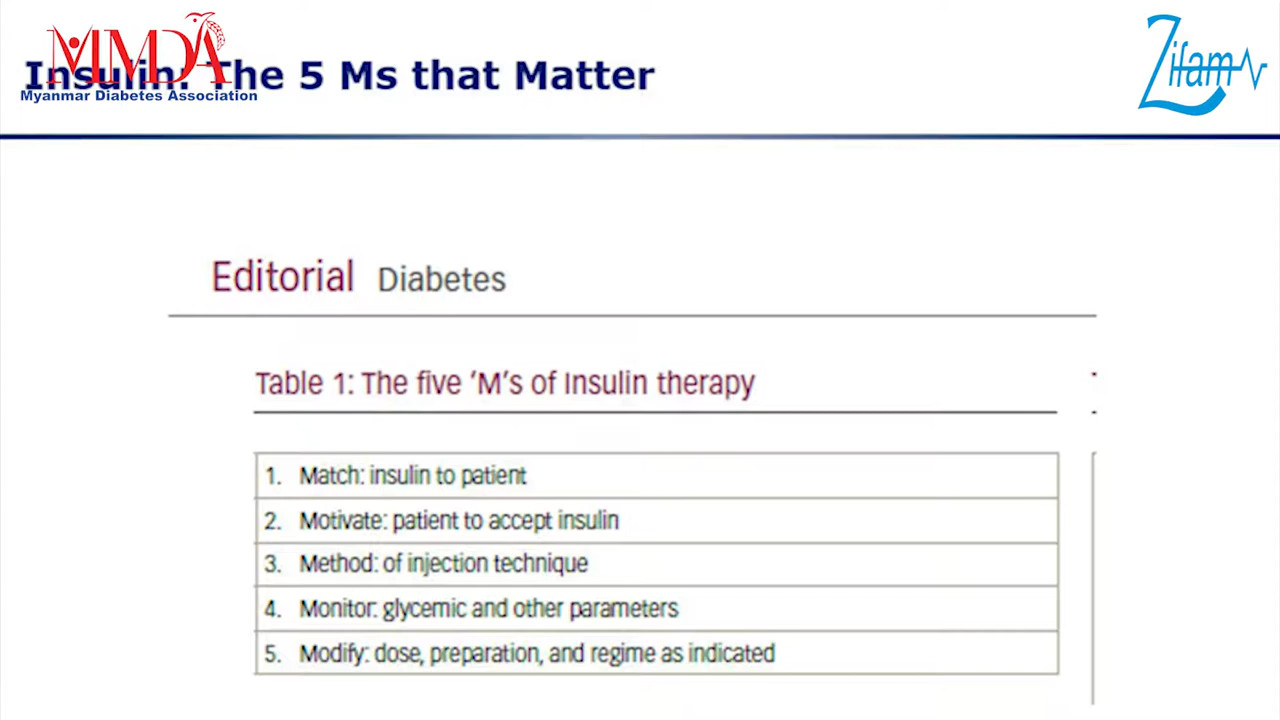 MMDA
Myanmar Diabetes Association
Insulin: The 5 Ms that Matter
Zifam
Editorial Diabetes
Table 1: The five ‘M’s of Insulin therapy
1. Match: insulin to patient
2. Motivate: patient to accept insulin
3. Method: of injection technique
4. Monitor: glycemic and other parameters
5. Modify: dose, preparation, and regime as indicated